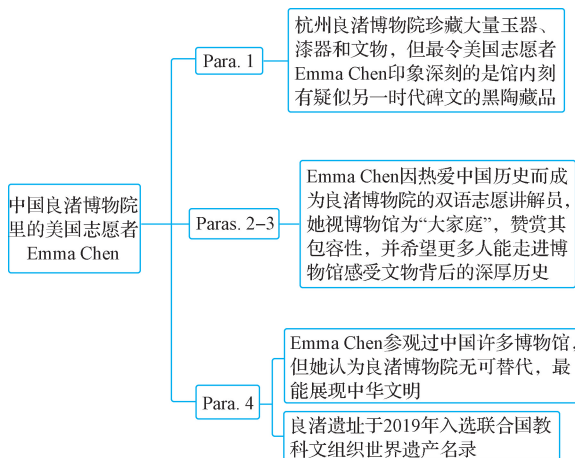 中国良渚博物院
里的美国志愿者
Emma Chen
Para. 1
杭州良渚博物院珍藏大量玉器、
漆器和文物，但最令美国志愿者
Emma Chen印象深刻的是馆内刻
有疑似另一时代碑文的黑陶藏品
Paras. 2–3
Emma Chen因热爱中国历史而成
为良渚博物院的双语志愿讲解员，
她视博物馆为“大家庭”，赞赏其
包容性，并希望更多人能走进博
物馆感受文物背后的深厚历史
Para. 4
Emma Chen参观过中国许多博物馆，
但她认为良渚博物院无可替代，最
能展现中华文明
良渚遗址于2019年入选联合国教
科文组织世界遗产名录